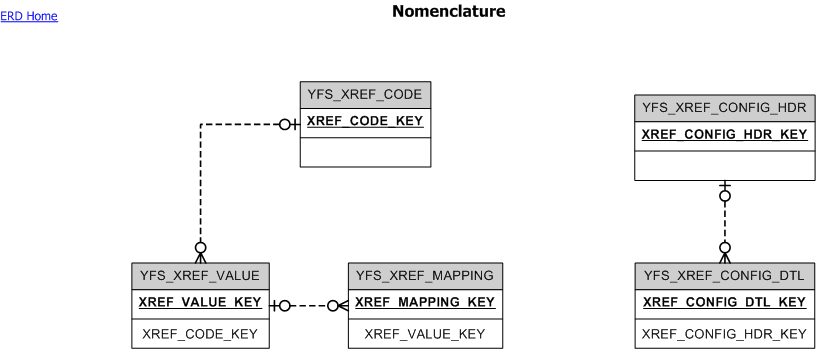 Nomenclature
ERD Home
YFS_XREF_CODE
XREF_CODE_KEY
YFS_XREF_CONFIG_HDR
XREF_CONFIG_HDR_KEY
YFS_XREF_VALUE
XREF_VALUE_KEY
XREF_CODE_KEY
YFS_XREF_MAPPING
XREF_MAPPING_KEY
XREF_VALUE_KEY
YFS_XREF_CONFIG_DTL
XREF_CONFIG_DTL_KEY
XREF_CONFIG_HDR_KEY